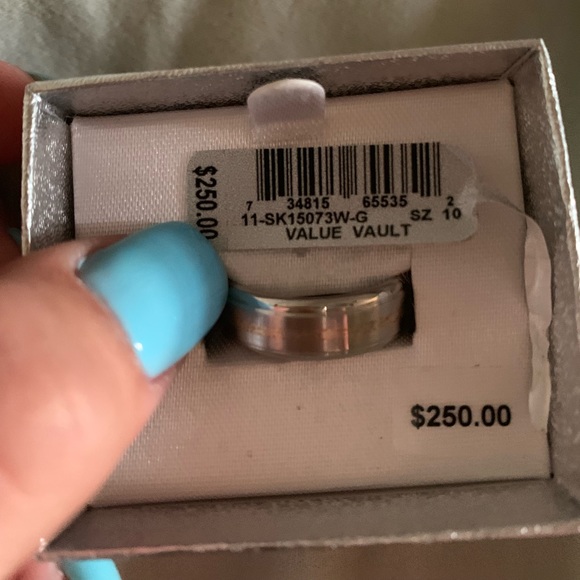 $250.00
7 34815 65535 2
11-SK15073W-G SZ 10
VALUE VAULT
$250.00